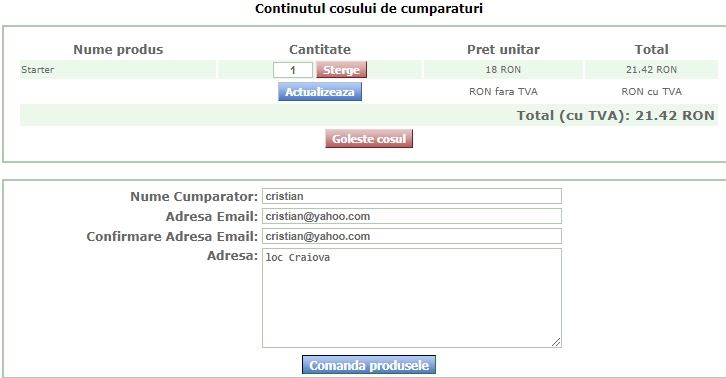 Continutul cosului de cumparaturi
Nume produs Cantitate Pret unitar Total
Starter 1 Sterge 18 RON 21.42 RON
Actualizeaza RON fara TVA RON cu TVA
Total (cu TVA): 21.42 RON
Goleste cosul
Nume Cumparator: cristian
Adresa Email: cristian@yahoo.com
Confirmare Adresa Email: cristian@yahoo.com
Adresa: loc Craiova
Comanda produsele